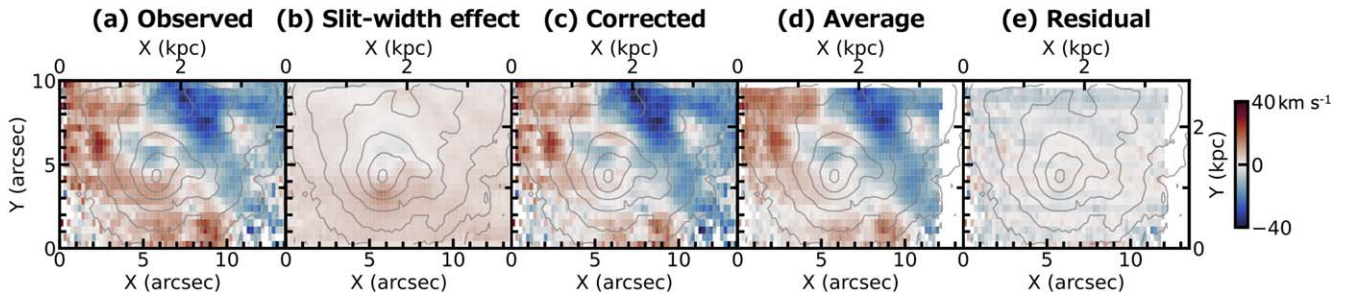 (a) Observed (b) Slit-width effect (c) Corrected (d) Average (e) Residual
X (kpc) X (kpc) X (kpc) X (kpc) X (kpc)
0 2 0 2 0 2 0 2 0 2
10
40 km s⁻¹
2
Y (arcsec) 5 Y (kpc) 0
−40
0 0
0 5 10 0 5 10 0 5 10 0 5 10 0 5 10
X (arcsec) X (arcsec) X (arcsec) X (arcsec) X (arcsec)